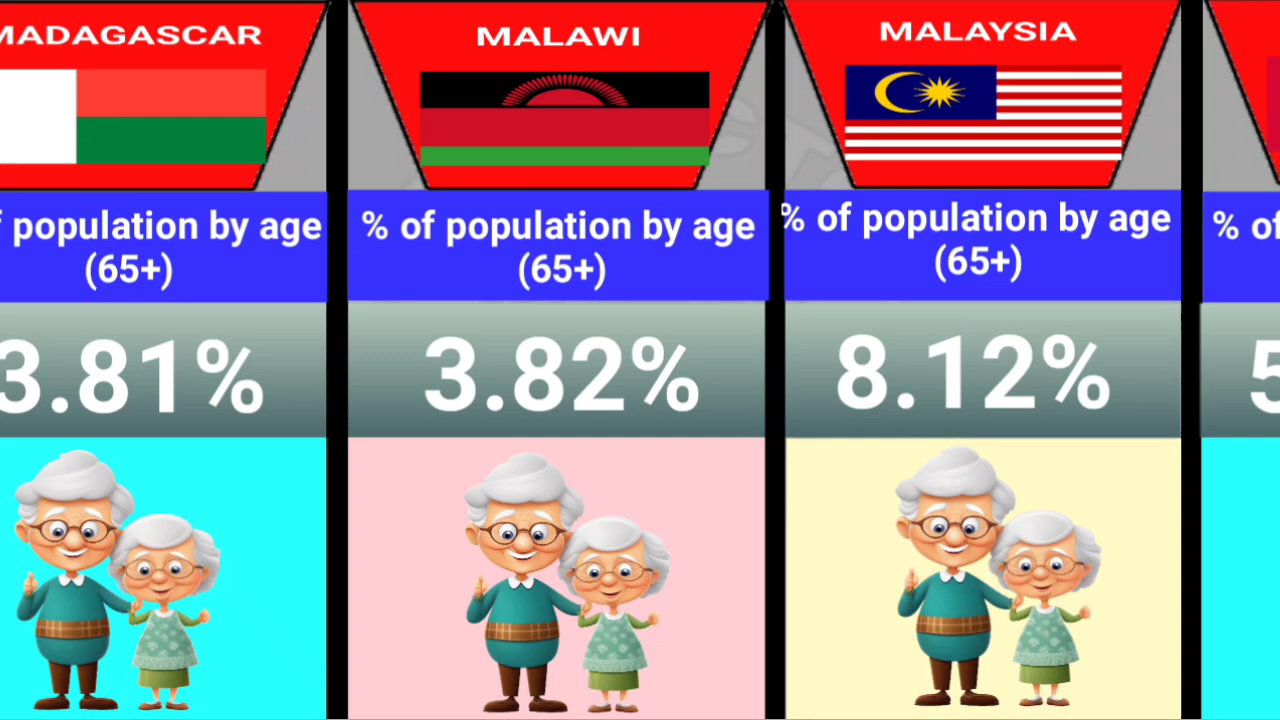 MADAGASCAR
population by age
(65+)
3.81%
MALAWI
% of population by age
(65+)
3.82%
MALAYSIA
% of population by age
(65+)
8.12%
% of
5